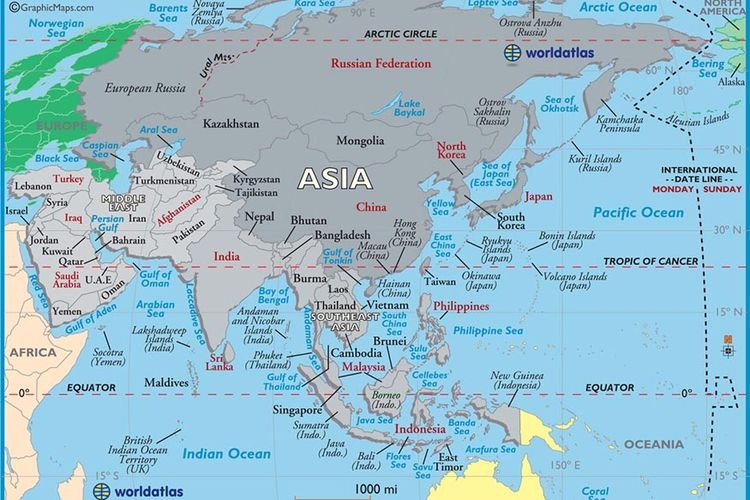 ©GraphicMaps.com
Barents
Sea
Novaya
Zemlya
(Russia)
Kara
Sea
Laptev Sea
Ostrova Anzhu
(Russia)
Arctic Ocean
NORTH
AMERICA
Norwegian
Sea
ARCTIC CIRCLE
90°
worldatlas
Ural Mts.
Russian Federation
Bering
Sea
60°N
Alaska
180°
European Russia
Lake
Baykal
Ostrov
Sakhalin
(Russia)
Sea of
Okhotsk
Kamchatka
Peninsula
Aleutian Islands
EUROPE
Kazakhstan
Aral Sea
Caspian
Sea
Mongolia
North
Korea
Kuril Islands
(Russia)
45°N
Black Sea
Uzbekistan
Kyrgyzstan
Tajikistan
Turkmenistan
ASIA
Sea of
Japan
(East Sea)
INTERNATIONAL
DATE LINE
MONDAY
SUNDAY
Turkey
Lebanon
Syria
MIDDLE
EAST
Iran
Afghanistan
China
Japan
Israel
Iraq
Persian
Gulf
Pakistan
Nepal
Bhutan
Bangladesh
Hong
Kong
(China)
Yellow
Sea
South
Korea
Pacific Ocean
Jordan
Kuwait
Bahrain
Qatar
Macau
(China)
East
China
Sea
Ryukyu
Islands
(Japan)
Bonin Islands
(Japan)
India
Gulf of
Tonkin
TROPIC OF CANCER
Saudi
Arabia
U.A.E
Oman
Gulf of
Oman
Burma
Laos
Hainan
(China)
Taiwan
Okinawa
(Japan)
Volcano Islands
(Japan)
Red Sea
Yemen
Arabian
Sea
Laccadive Sea
Bay of
Bengal
Thailand
Vietnam
Philippines
15°N
Gulf of Aden
Lakshadweep
Islands
(India)
Andaman
and Nicobar
Islands
(India)
Andaman Sea
SOUTHEAST
ASIA
South
China
Sea
Philippine Sea
AFRICA
Socotra
(Yemen)
Sri
Lanka
Phuket
(Thailand)
Cambodia
Brunei
Sulu
Sea
Malaysia
Gulf of
Thailand
Cellebes
Sea
New Guinea
(Indonesia)
0°
EQUATOR
Maldives
Singapore
Borneo
(Indo.)
EQUATOR
0°
Sumatra
(Indo.)
Java Sea
Indonesia
Banda
Sea
British
Indian Ocean
Territory
(UK)
Indian Ocean
Java
(Indo.)
Bali
(Indo.)
Flores
Sea
Savu
Sea
East
Timor
Arafura Sea
OCEANIA
15°S
worldatlas
1000 mi
150°E
Coral
Sea
15°S